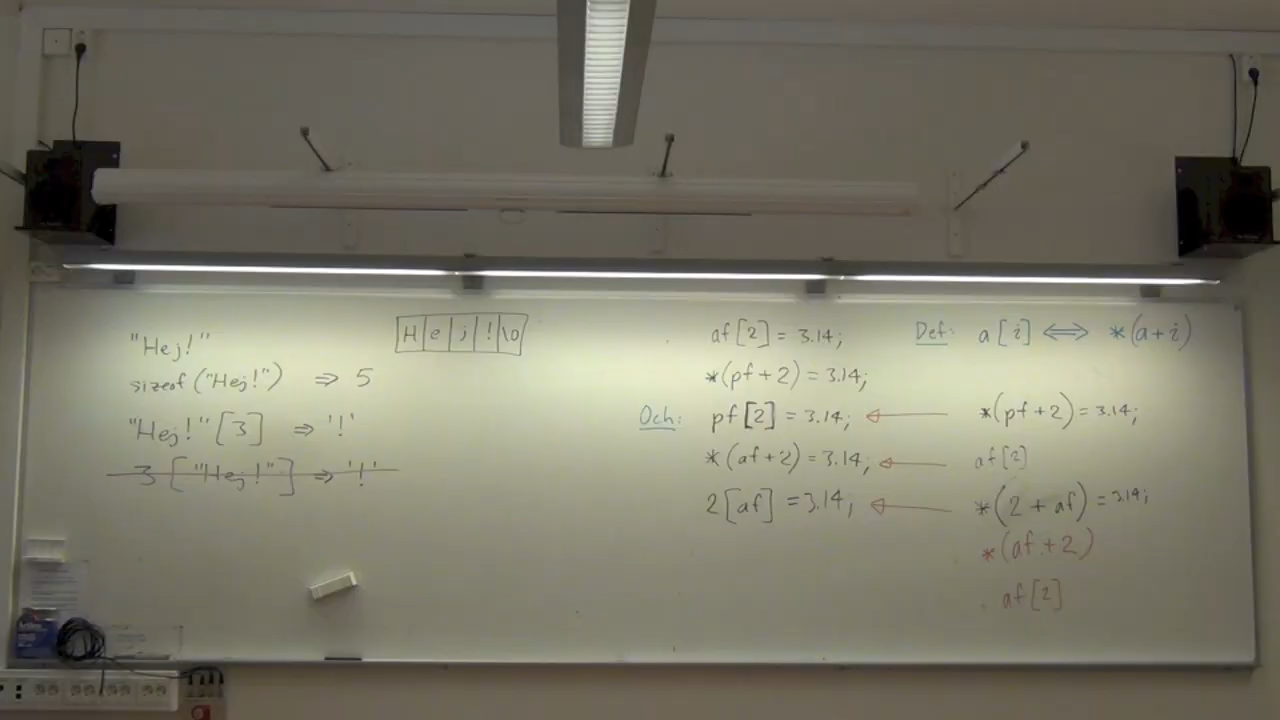 "Hej!"
sizeof ("Hej!") ⇒ 5
"Hej!" [3] ⇒ '!'
3 ["Hej!"] ⇒ '!'
H e j ! \0
af[2] = 3.14;
*(pf + 2) = 3.14;
Och: pf[2] = 3.14;
*(af + 2) = 3.14;
2[af] = 3.14;
Def: a[i] ⇔ *(a+i)
*(pf + 2) = 3.14;
af[2]
*(2 + af) = 3.14;
*(af + 2)
af[2]